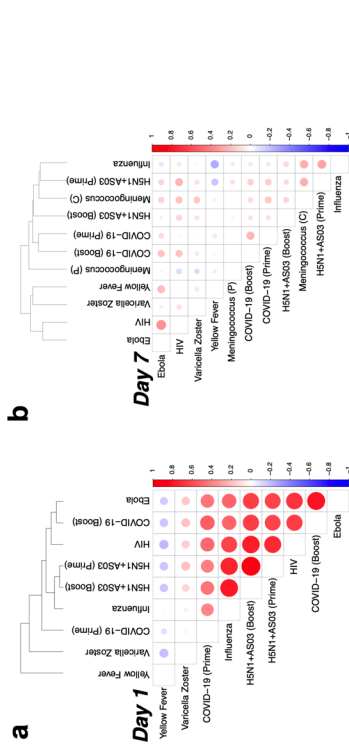 a
Day 1
Yellow Fever
Varicella Zoster
COVID−19 (Prime)
Influenza
H5N1+AS03 (Boost)
H5N1+AS03 (Prime)
HIV
COVID−19 (Boost)
Ebola
Yellow Fever
Varicella Zoster
COVID−19 (Prime)
Influenza
H5N1+AS03 (Boost)
H5N1+AS03 (Prime)
HIV
COVID−19 (Boost)
Ebola
1
0.8
0.6
0.4
0.2
0
−0.2
−0.4
−0.6
−0.8
−1
b
Day 7
Ebola
HIV
Varicella Zoster
Yellow Fever
Meningococcus (P)
COVID−19 (Boost)
COVID−19 (Prime)
H5N1+AS03 (Boost)
Meningococcus (C)
H5N1+AS03 (Prime)
Influenza
Ebola
HIV
Varicella Zoster
Yellow Fever
Meningococcus (P)
COVID−19 (Boost)
COVID−19 (Prime)
H5N1+AS03 (Boost)
Meningococcus (C)
H5N1+AS03 (Prime)
Influenza
1
0.8
0.6
0.4
0.2
0
−0.2
−0.4
−0.6
−0.8
−1